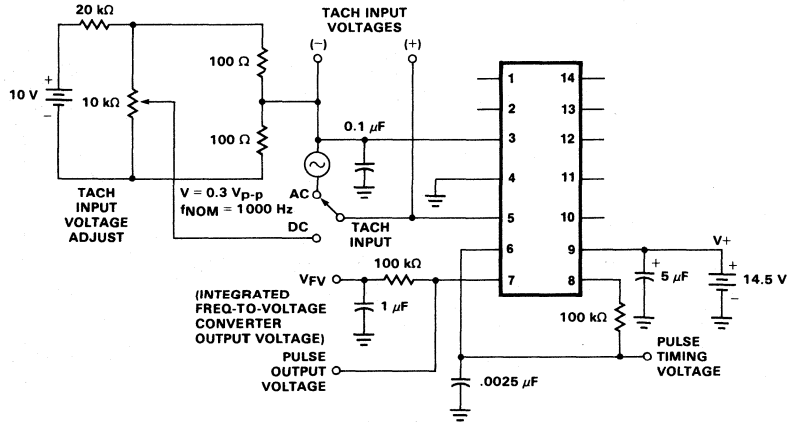 20 kΩ
TACH INPUT
VOLTAGES
(−)
(+)
100 Ω
+
10 V
−
10 kΩ
100 Ω
0.1 µF
1
14
2
13
3
12
4
11
5
10
6
9
7
8
TACH
INPUT
VOLTAGE
ADJUST
V = 0.3 Vp-p
fNOM = 1000 Hz
AC
DC
TACH
INPUT
V+
+
5 µF
+
14.5 V
−
100 kΩ
VFV
(INTEGRATED
FREQ-TO-VOLTAGE
CONVERTER
OUTPUT VOLTAGE)
1 µF
100 kΩ
PULSE
OUTPUT
VOLTAGE
PULSE
TIMING
VOLTAGE
.0025 µF